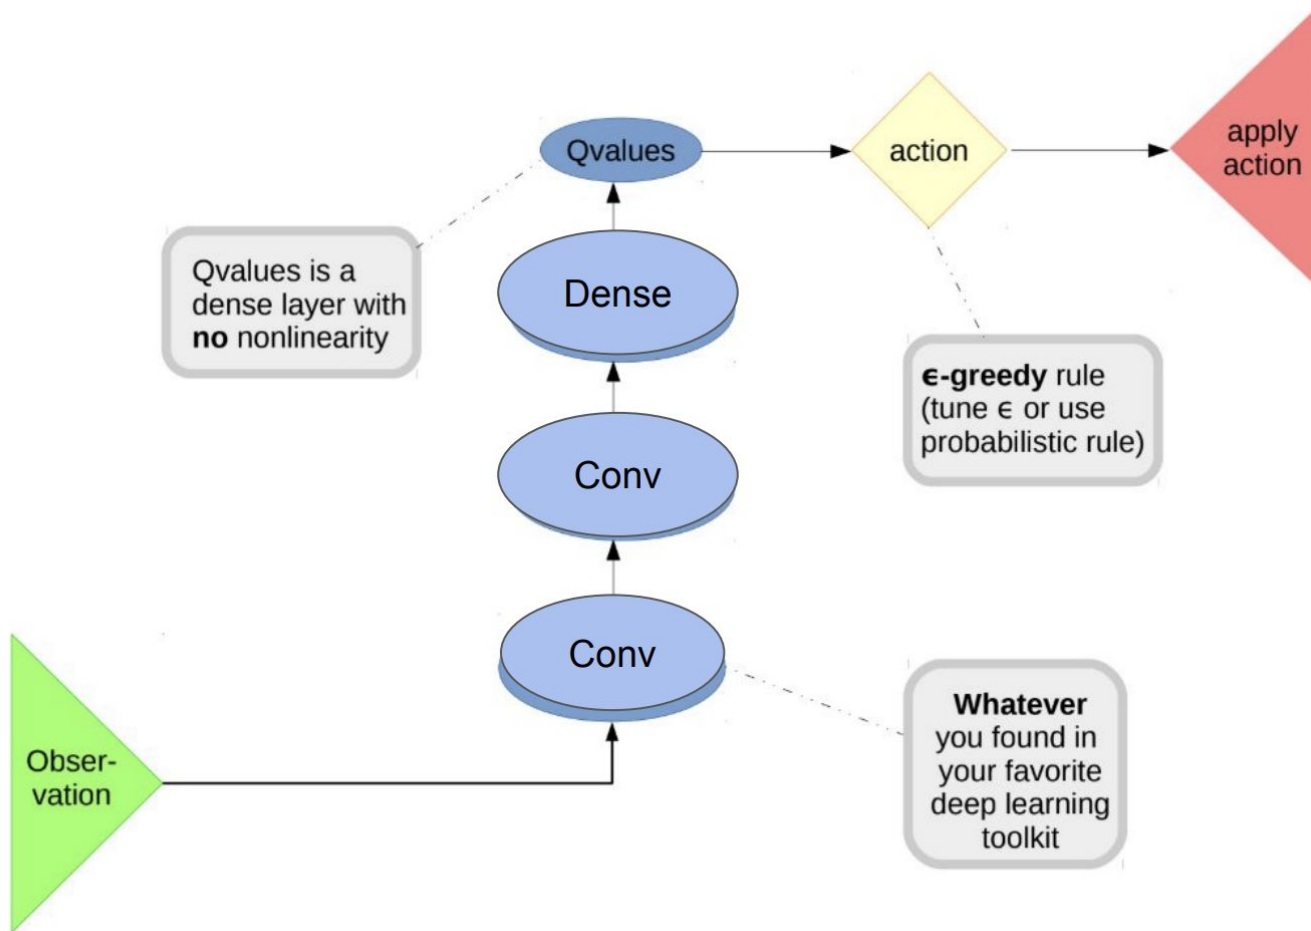 Qvalues
action
apply
action
Qvalues is a
dense layer with
no nonlinearity
Dense
ϵ-greedy rule
(tune ϵ or use
probabilistic rule)
Conv
Conv
Obser-
vation
Whatever
you found in
your favorite
deep learning
toolkit